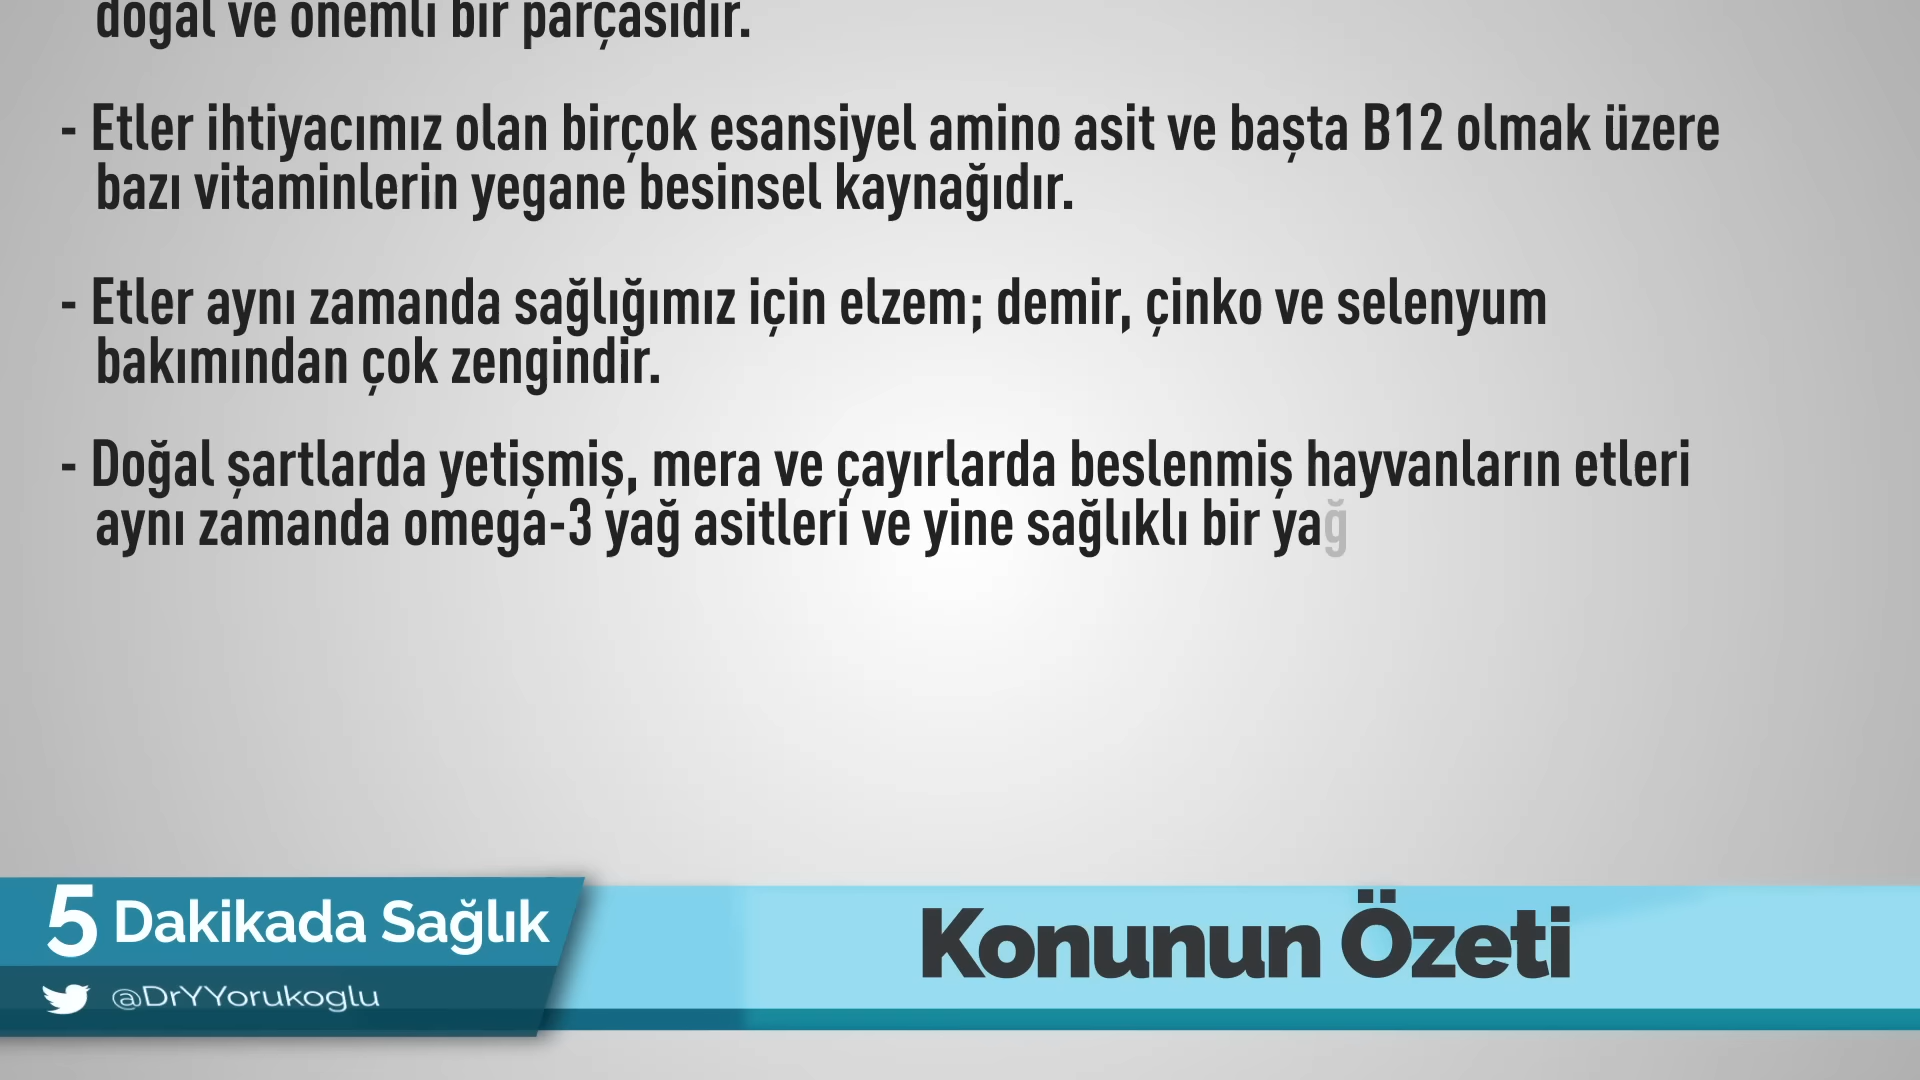 doğal ve önemli bir parçasıdır.
- Etler ihtiyacımız olan birçok esansiyel amino asit ve başta B12 olmak üzere
bazı vitaminlerin yegane besinsel kaynağıdır.
- Etler aynı zamanda sağlığımız için elzem; demir, çinko ve selenyum
bakımından çok zengindir.
- Doğal şartlarda yetişmiş, mera ve çayırlarda beslenmiş hayvanların etleri
aynı zamanda omega-3 yağ asitleri ve yine sağlıklı bir yağ
5 Dakikada Sağlık
@DrYYorukoglu
Konunun Özeti